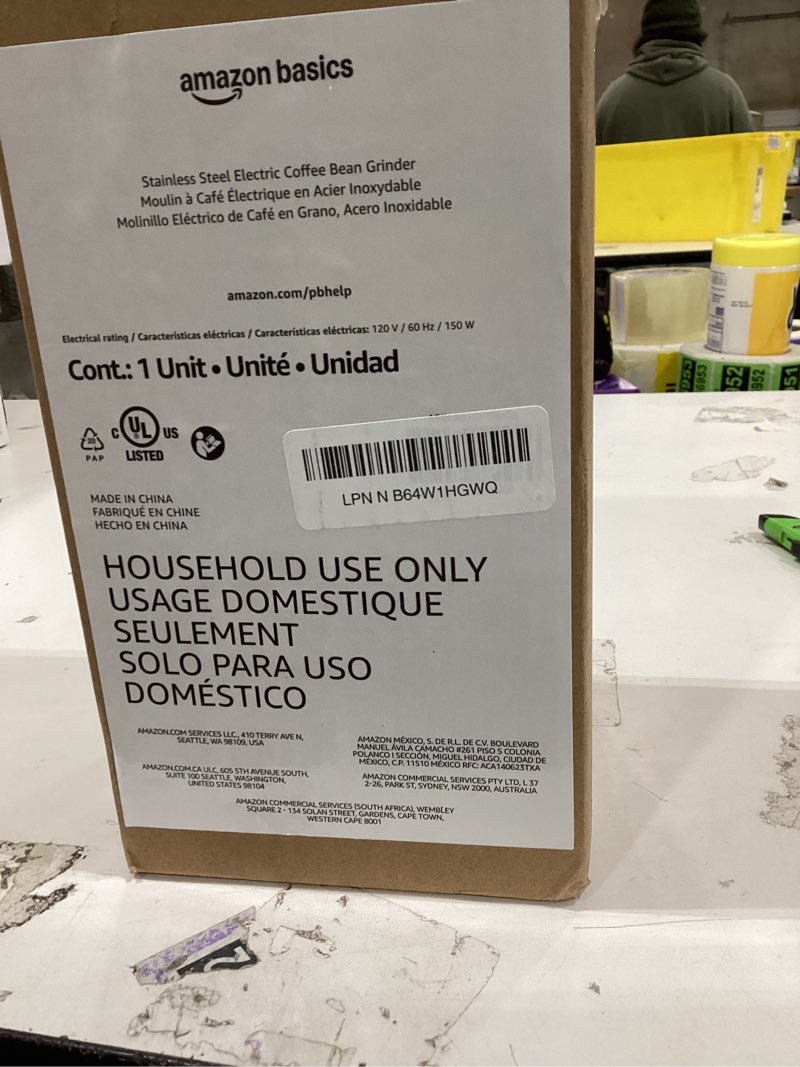 amazon basics
Stainless Steel Electric Coffee Bean Grinder
Moulin à Café Électrique en Acier Inoxydable
Molinillo Eléctrico de Café en Grano, Acero Inoxidable
amazon.com/pbhelp
Electrical rating / Caractéristiques électriques / Características eléctricas: 120 V / 60 Hz / 150 W
Cont.: 1 Unit • Unité • Unidad
20
PAP
C UL US
LISTED
LPN N B64W1HGWQ
MADE IN CHINA
FABRIQUÉ EN CHINE
HECHO EN CHINA
HOUSEHOLD USE ONLY
USAGE DOMESTIQUE
SEULEMENT
SOLO PARA USO
DOMÉSTICO
AMAZON.COM SERVICES LLC., 410 TERRY AVE N,
SEATTLE, WA 98109, USA
AMAZON.COM.CA ULC, 605 5TH AVENUE SOUTH,
SUITE 100 SEATTLE, WASHINGTON,
UNITED STATES 98104
AMAZON MÉXICO, S. DE R.L. DE C.V. BOULEVARD
MANUEL ÁVILA CAMACHO #261 PISO 5 COLONIA
POLANCO I SECCIÓN, MIGUEL HIDALGO, CIUDAD DE
MÉXICO, C.P. 11510 MÉXICO RFC: ACA140623TXA
AMAZON COMMERCIAL SERVICES PTY LTD, L 37
2-26, PARK ST, SYDNEY, NSW 2000, AUSTRALIA
AMAZON COMMERCIAL SERVICES (SOUTH AFRICA), WEMBLEY
SQUARE 2 - 134 SOLAN STREET, GARDENS, CAPE TOWN,
WESTERN CAPE 8001
6953
52
952
51